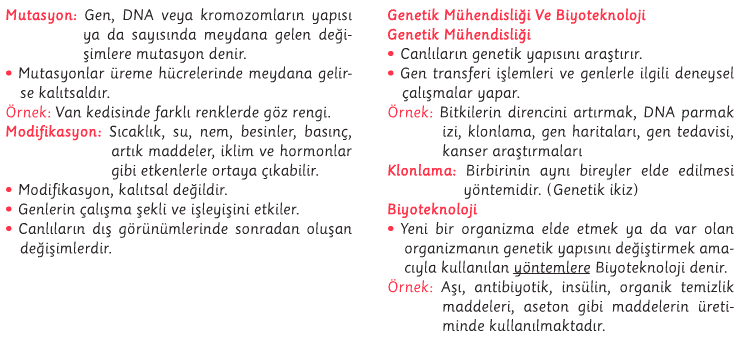 Mutasyon: Gen, DNA veya kromozomların yapısı
ya da sayısında meydana gelen deği-
şimlere mutasyon denir.
• Mutasyonlar üreme hücrelerinde meydana gelir-
se kalıtsaldır.
Örnek: Van kedisinde farklı renklerde göz rengi.
Modifikasyon: Sıcaklık, su, nem, besinler, basınç,
artık maddeler, iklim ve hormonlar
gibi etkenlerle ortaya çıkabilir.
• Modifikasyon, kalıtsal değildir.
• Genlerin çalışma şekli ve işleyişini etkiler.
• Canlıların dış görünümlerinde sonradan oluşan
değişimlerdir.
Genetik Mühendisliği Ve Biyoteknoloji
Genetik Mühendisliği
• Canlıların genetik yapısını araştırır.
• Gen transferi işlemleri ve genlerle ilgili deneysel
çalışmalar yapar.
Örnek: Bitkilerin direncini artırmak, DNA parmak
izi, klonlama, gen haritaları, gen tedavisi,
kanser araştırmaları
Klonlama: Birbirinin aynı bireyler elde edilmesi
yöntemidir. (Genetik ikiz)
Biyoteknoloji
• Yeni bir organizma elde etmek ya da var olan
organizmanın genetik yapısını değiştirmek ama-
cıyla kullanılan yöntemlere Biyoteknoloji denir.
Örnek: Aşı, antibiyotik, insülin, organik temizlik
maddeleri, aseton gibi maddelerin üreti-
minde kullanılmaktadır.